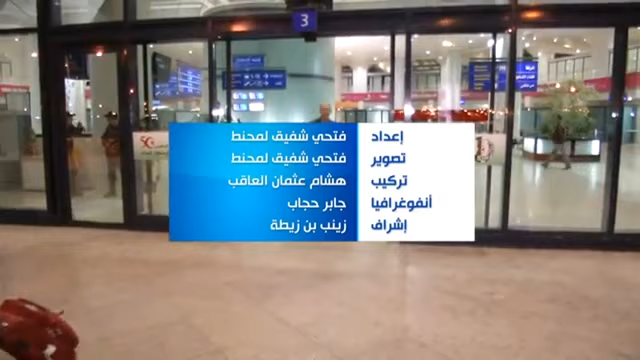 3
إعداد فتحي شفيق لمحنط
تصوير فتحي شفيق لمحنط
تركيب هشام عثمان العاقب
أنفوغرافيا جابر حجاب
إشراف زينب بن زيطة